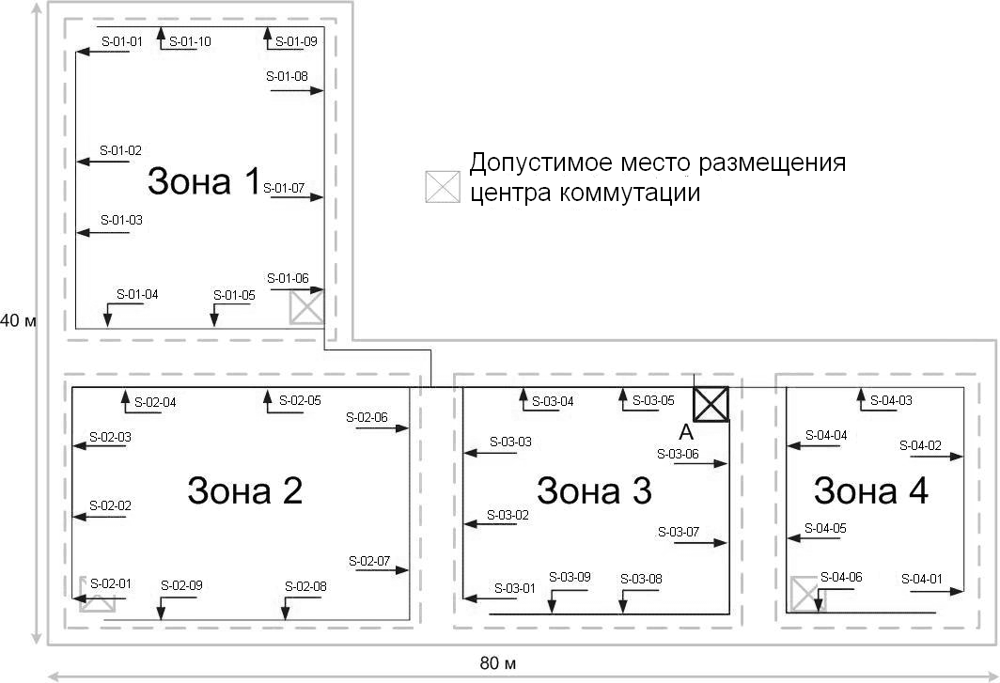 S-01-01
S-01-10
S-01-09
S-01-08
S-01-02
Зона 1
S-01-07
S-01-03
S-01-06
S-01-04
S-01-05
Допустимое место размещения
центра коммутации
40 м
S-02-04
S-02-05
S-02-06
S-02-03
Зона 2
S-02-02
S-02-07
S-02-01
S-02-09
S-02-08
S-03-04
S-03-05
A
S-03-03
S-03-06
Зона 3
S-03-02
S-03-07
S-03-01
S-03-09
S-03-08
S-04-03
S-04-04
S-04-02
Зона 4
S-04-05
S-04-06
S-04-01
80 м